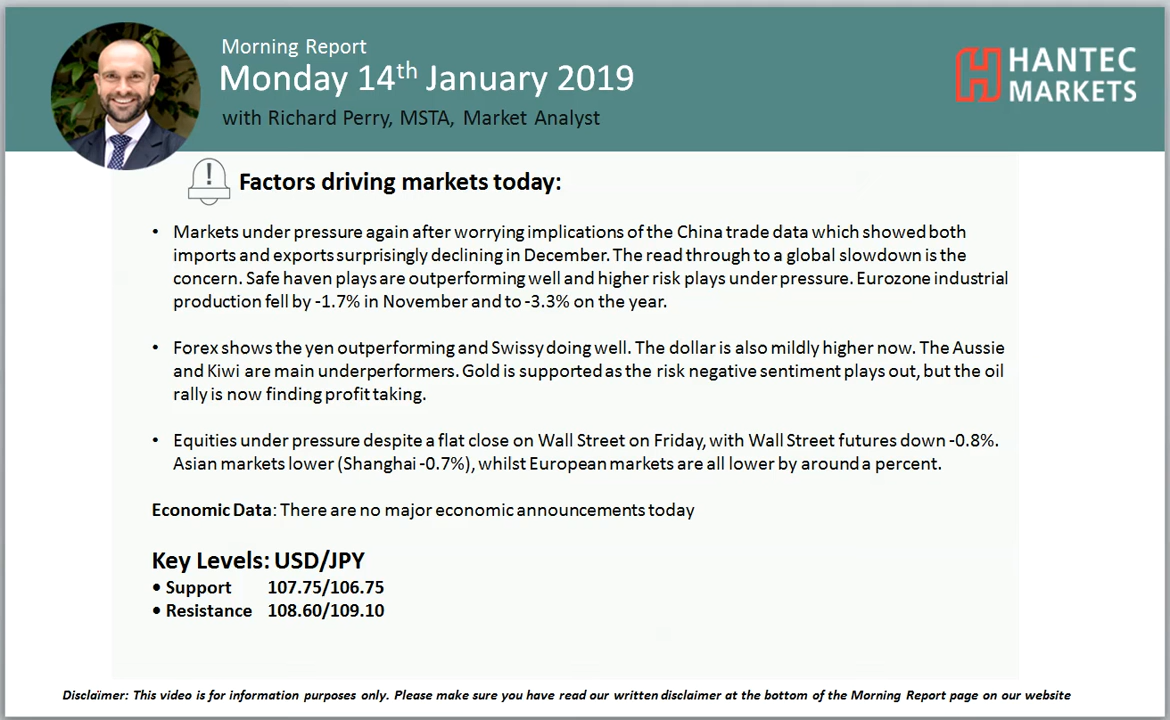 Morning Report
Monday 14th January 2019
with Richard Perry, MSTA, Market Analyst
HANTEC
MARKETS
Factors driving markets today:
• Markets under pressure again after worrying implications of the China trade data which showed both
imports and exports surprisingly declining in December. The read through to a global slowdown is the
concern. Safe haven plays are outperforming well and higher risk plays under pressure. Eurozone industrial
production fell by -1.7% in November and to -3.3% on the year.
• Forex shows the yen outperforming and Swissy doing well. The dollar is also mildly higher now. The Aussie
and Kiwi are main underperformers. Gold is supported as the risk negative sentiment plays out, but the oil
rally is now finding profit taking.
• Equities under pressure despite a flat close on Wall Street on Friday, with Wall Street futures down -0.8%.
Asian markets lower (Shanghai -0.7%), whilst European markets are all lower by around a percent.
Economic Data: There are no major economic announcements today
Key Levels: USD/JPY
• Support 107.75/106.75
• Resistance 108.60/109.10
Disclaimer: This video is for information purposes only. Please make sure you have read our written disclaimer at the bottom of the Morning Report page on our website